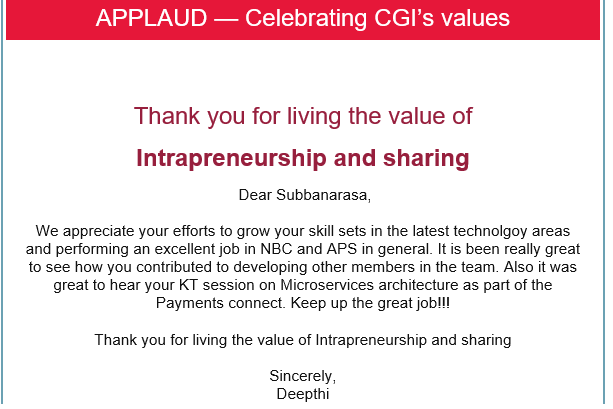 APPLAUD — Celebrating CGI's values
Thank you for living the value of
Intrapreneurship and sharing
Dear Subbanarasa,
We appreciate your efforts to grow your skill sets in the latest technolgoy areas
and performing an excellent job in NBC and APS in general. It is been really great
to see how you contributed to developing other members in the team. Also it was
great to hear your KT session on Microservices architecture as part of the
Payments connect. Keep up the great job!!!
Thank you for living the value of Intrapreneurship and sharing
Sincerely,
Deepthi